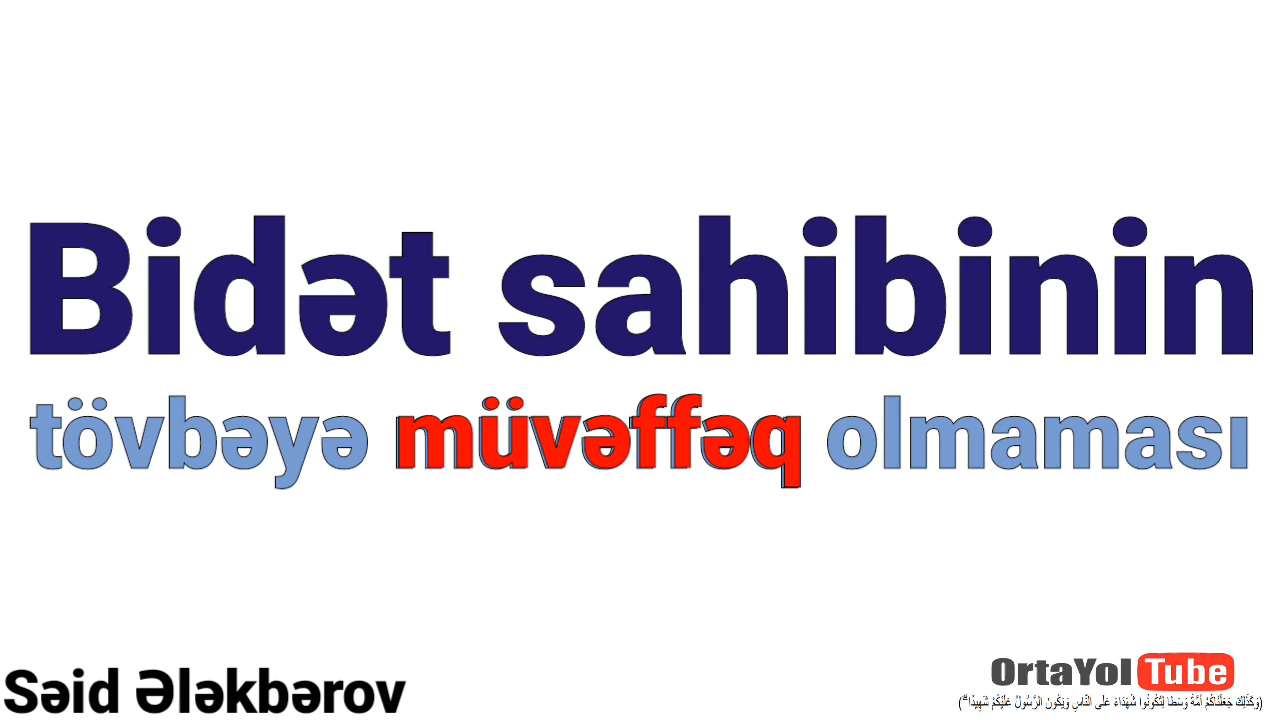 Bidət sahibinin
tövbəyə müvəffəq olmaması
Səid Ələkbərov
OrtaYol Tube
(وَكَذَٰلِكَ جَعَلْنَاكُمْ أُمَّةً وَسَطًا لِّتَكُونُوا شُهَدَاءَ عَلَى النَّاسِ وَيَكُونَ الرَّسُولُ عَلَيْكُمْ شَهِيدًا ۗ)